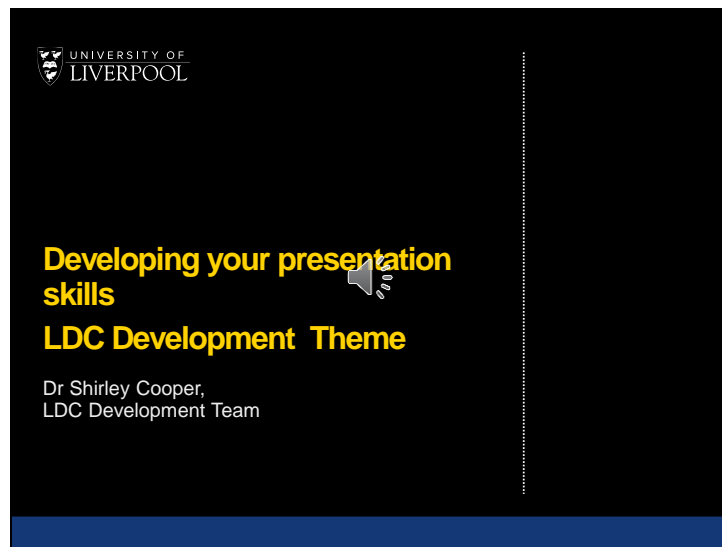 UNIVERSITY OF
LIVERPOOL
Developing your presentation
skills
LDC Development Theme
Dr Shirley Cooper,
LDC Development Team